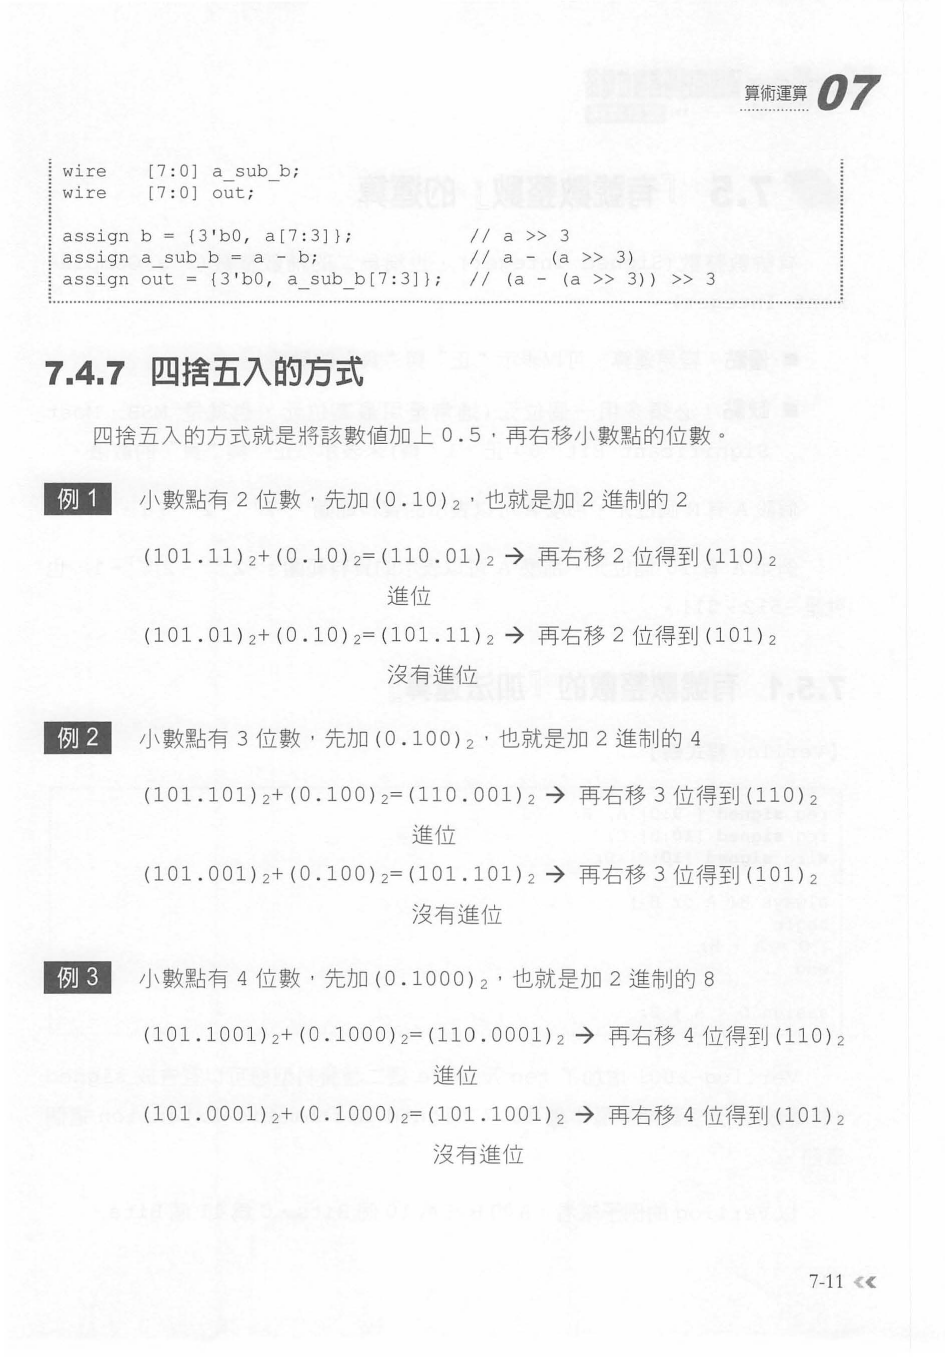 算術運算 07
wire [7:0] a_sub_b;
wire [7:0] out;
assign b = {3'b0, a[7:3]}; // a >> 3
assign a_sub_b = a - b; // a - (a >> 3)
assign out = {3'b0, a_sub_b[7:3]}; // (a - (a >> 3)) >> 3
7.4.7 四捨五入的方式
四捨五入的方式就是將該數值加上 0.5，再右移小數點的位數。
例 1 小數點有 2 位數，先加(0.10)₂，也就是加 2 進制的 2
(101.11)₂+(0.10)₂=(110.01)₂ → 再右移 2 位得到(110)₂
進位
(101.01)₂+(0.10)₂=(101.11)₂ → 再右移 2 位得到(101)₂
沒有進位
例 2 小數點有 3 位數，先加(0.100)₂，也就是加 2 進制的 4
(101.101)₂+(0.100)₂=(110.001)₂ → 再右移 3 位得到(110)₂
進位
(101.001)₂+(0.100)₂=(101.101)₂ → 再右移 3 位得到(101)₂
沒有進位
例 3 小數點有 4 位數，先加(0.1000)₂，也就是加 2 進制的 8
(101.1001)₂+(0.1000)₂=(110.0001)₂ → 再右移 4 位得到(110)₂
進位
(101.0001)₂+(0.1000)₂=(101.1001)₂ → 再右移 4 位得到(101)₂
沒有進位
7-11